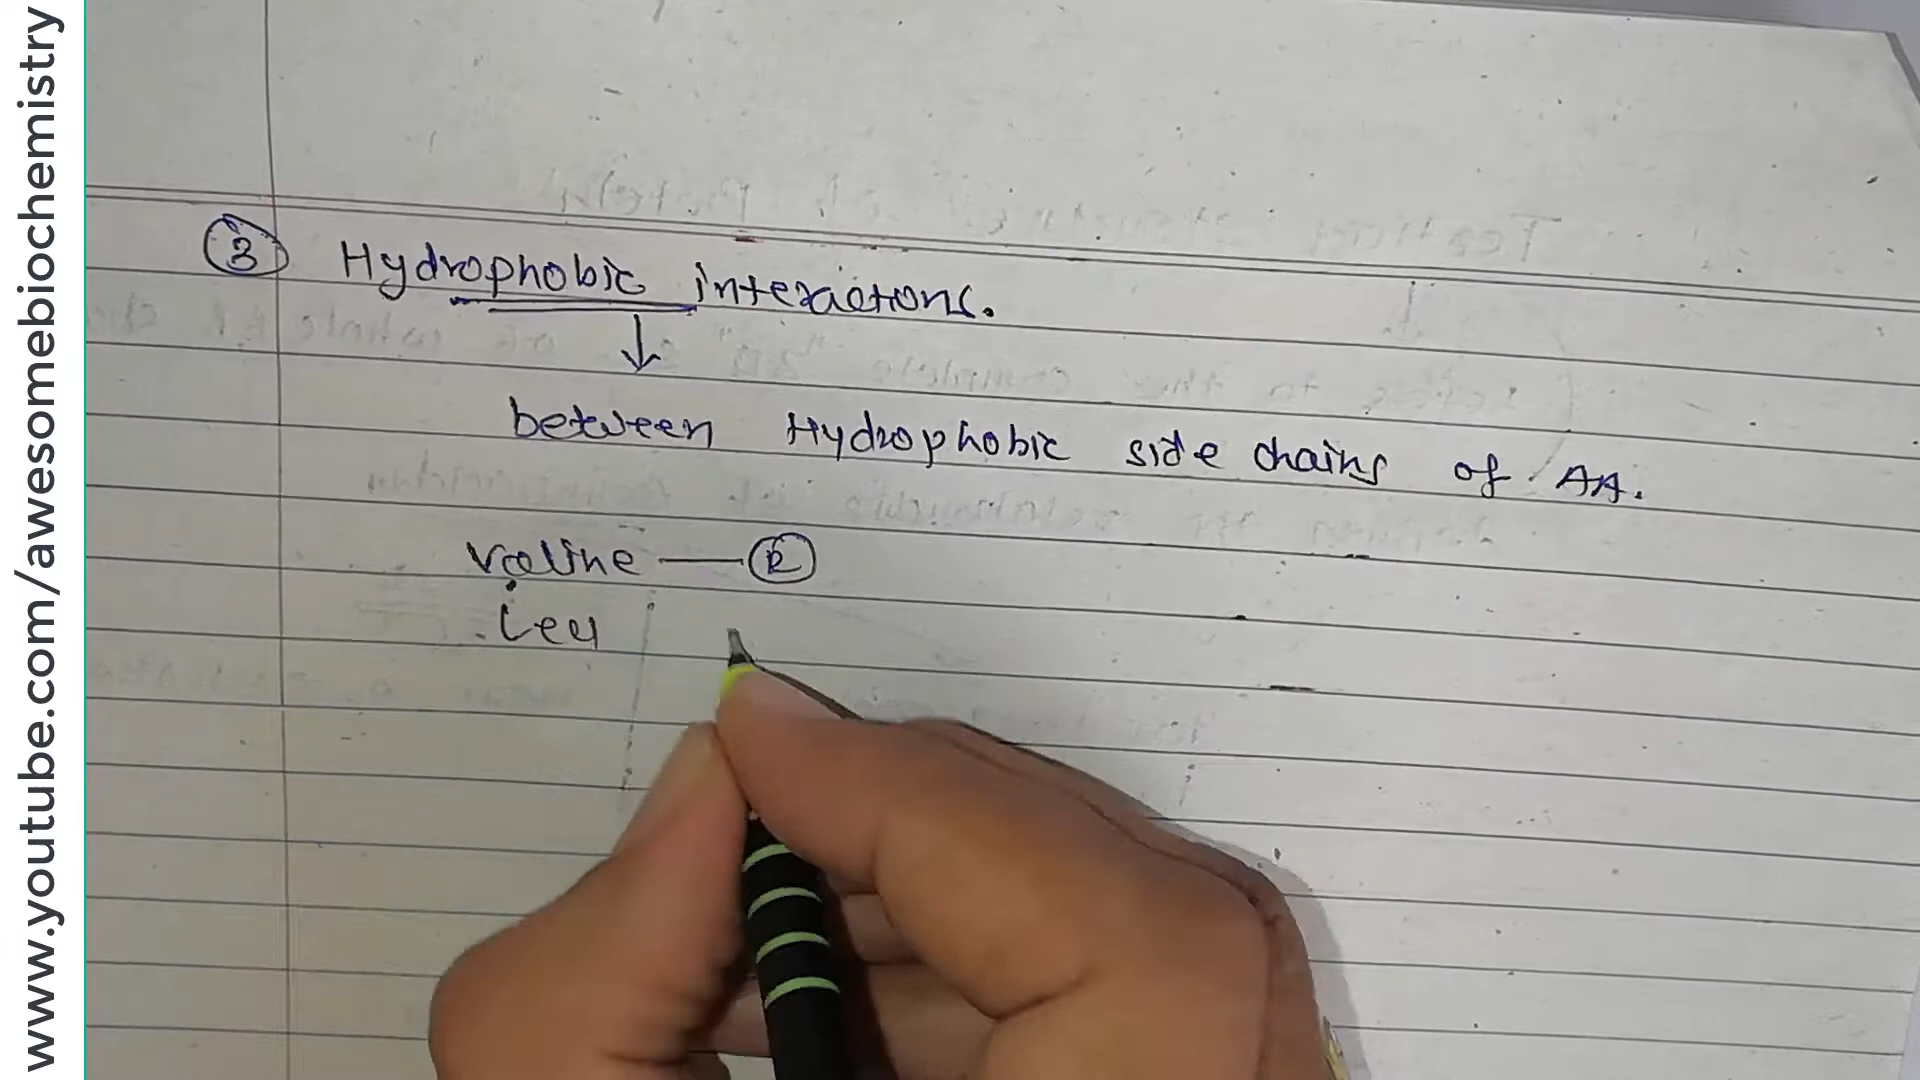 www.youtube.com/awesomebiochemistry
3 Hydrophobic interactions.
between Hydrophobic side chains of AA.
valine — R
leu